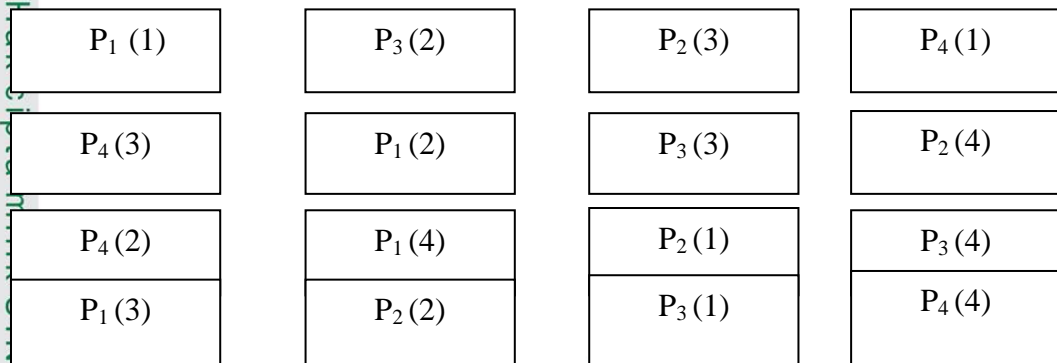 P₁ (1) P₃ (2) P₂ (3) P₄ (1)
P₄ (3) P₁ (2) P₃ (3) P₂ (4)
P₄ (2) P₁ (4) P₂ (1) P₃ (4)
P₁ (3) P₂ (2) P₃ (1) P₄ (4)